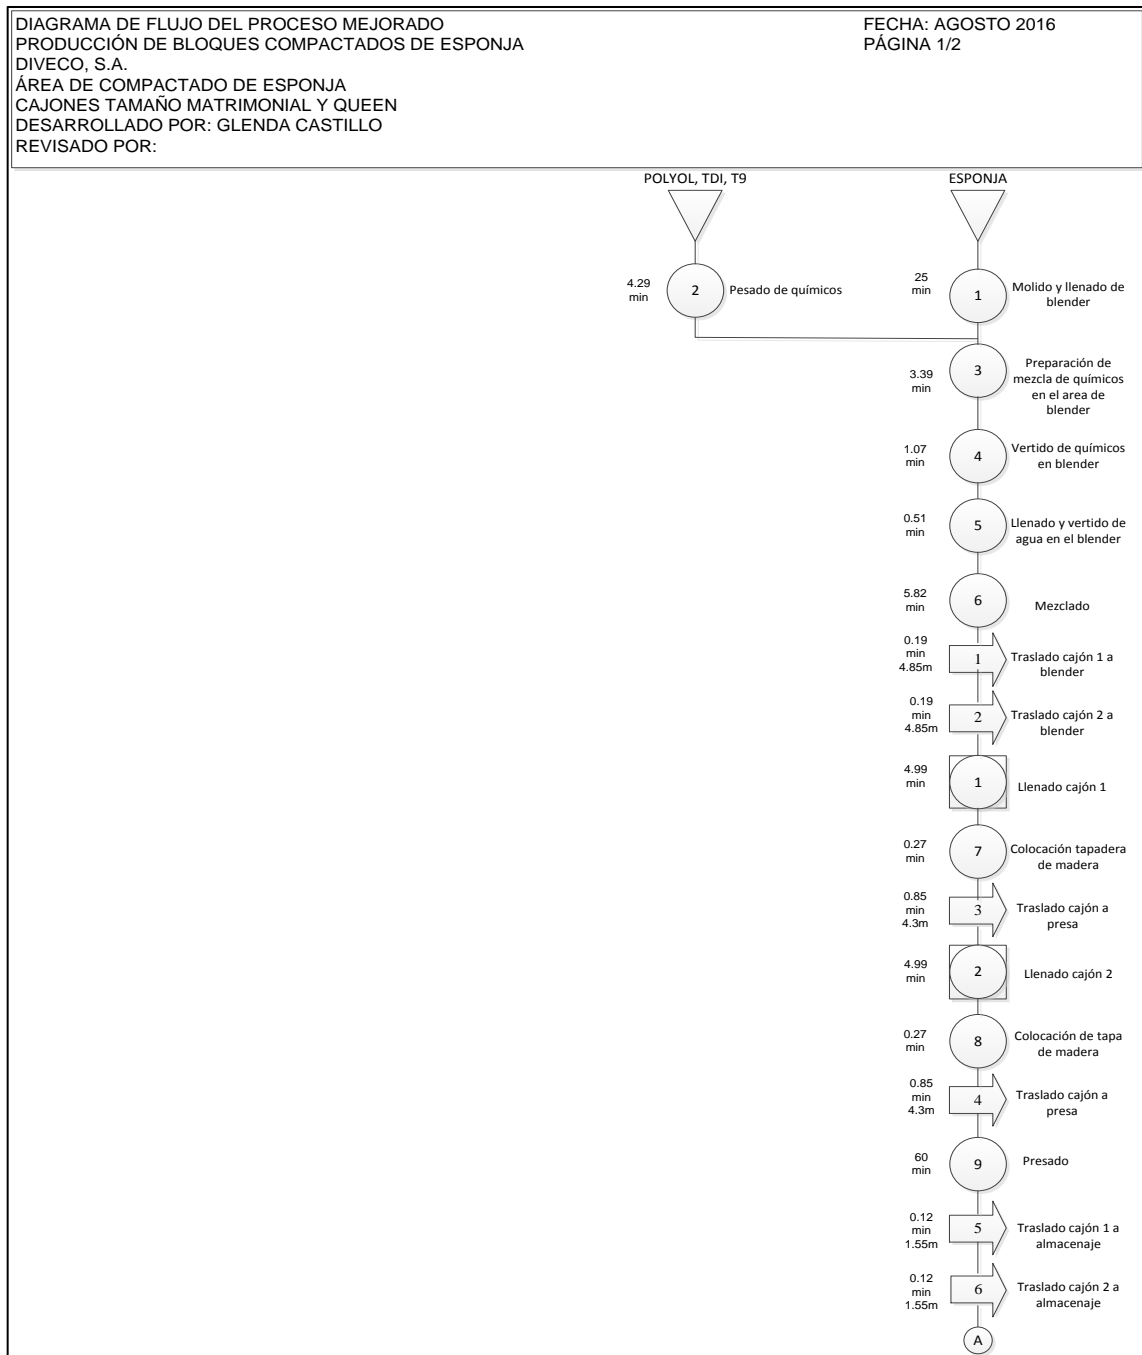 DIAGRAMA DE FLUJO DEL PROCESO MEJORADO
PRODUCCIÓN DE BLOQUES COMPACTADOS DE ESPONJA
DIVECO, S.A.
ÁREA DE COMPACTADO DE ESPONJA
CAJONES TAMAÑO MATRIMONIAL Y QUEEN
DESARROLLADO POR: GLENDA CASTILLO
REVISADO POR:
FECHA: AGOSTO 2016
PÁGINA 1/2
POLYOL, TDI, T9
ESPONJA
4.29
min
2
Pesado de químicos
25
min
1
Molido y llenado de
blender
3.39
min
3
Preparación de
mezcla de químicos
en el area de
blender
1.07
min
4
Vertido de químicos
en blender
0.51
min
5
Llenado y vertido de
agua en el blender
5.82
min
6
Mezclado
0.19
min
4.85m
1
Traslado cajón 1 a
blender
0.19
min
4.85m
2
Traslado cajón 2 a
blender
4.99
min
1
Llenado cajón 1
0.27
min
7
Colocación tapadera
de madera
0.85
min
4.3m
3
Traslado cajón a
presa
4.99
min
2
Llenado cajón 2
0.27
min
8
Colocación de tapa
de madera
0.85
min
4.3m
4
Traslado cajón a
presa
60
min
9
Presado
0.12
min
1.55m
5
Traslado cajón 1 a
almacenaje
0.12
min
1.55m
6
Traslado cajón 2 a
almacenaje
A